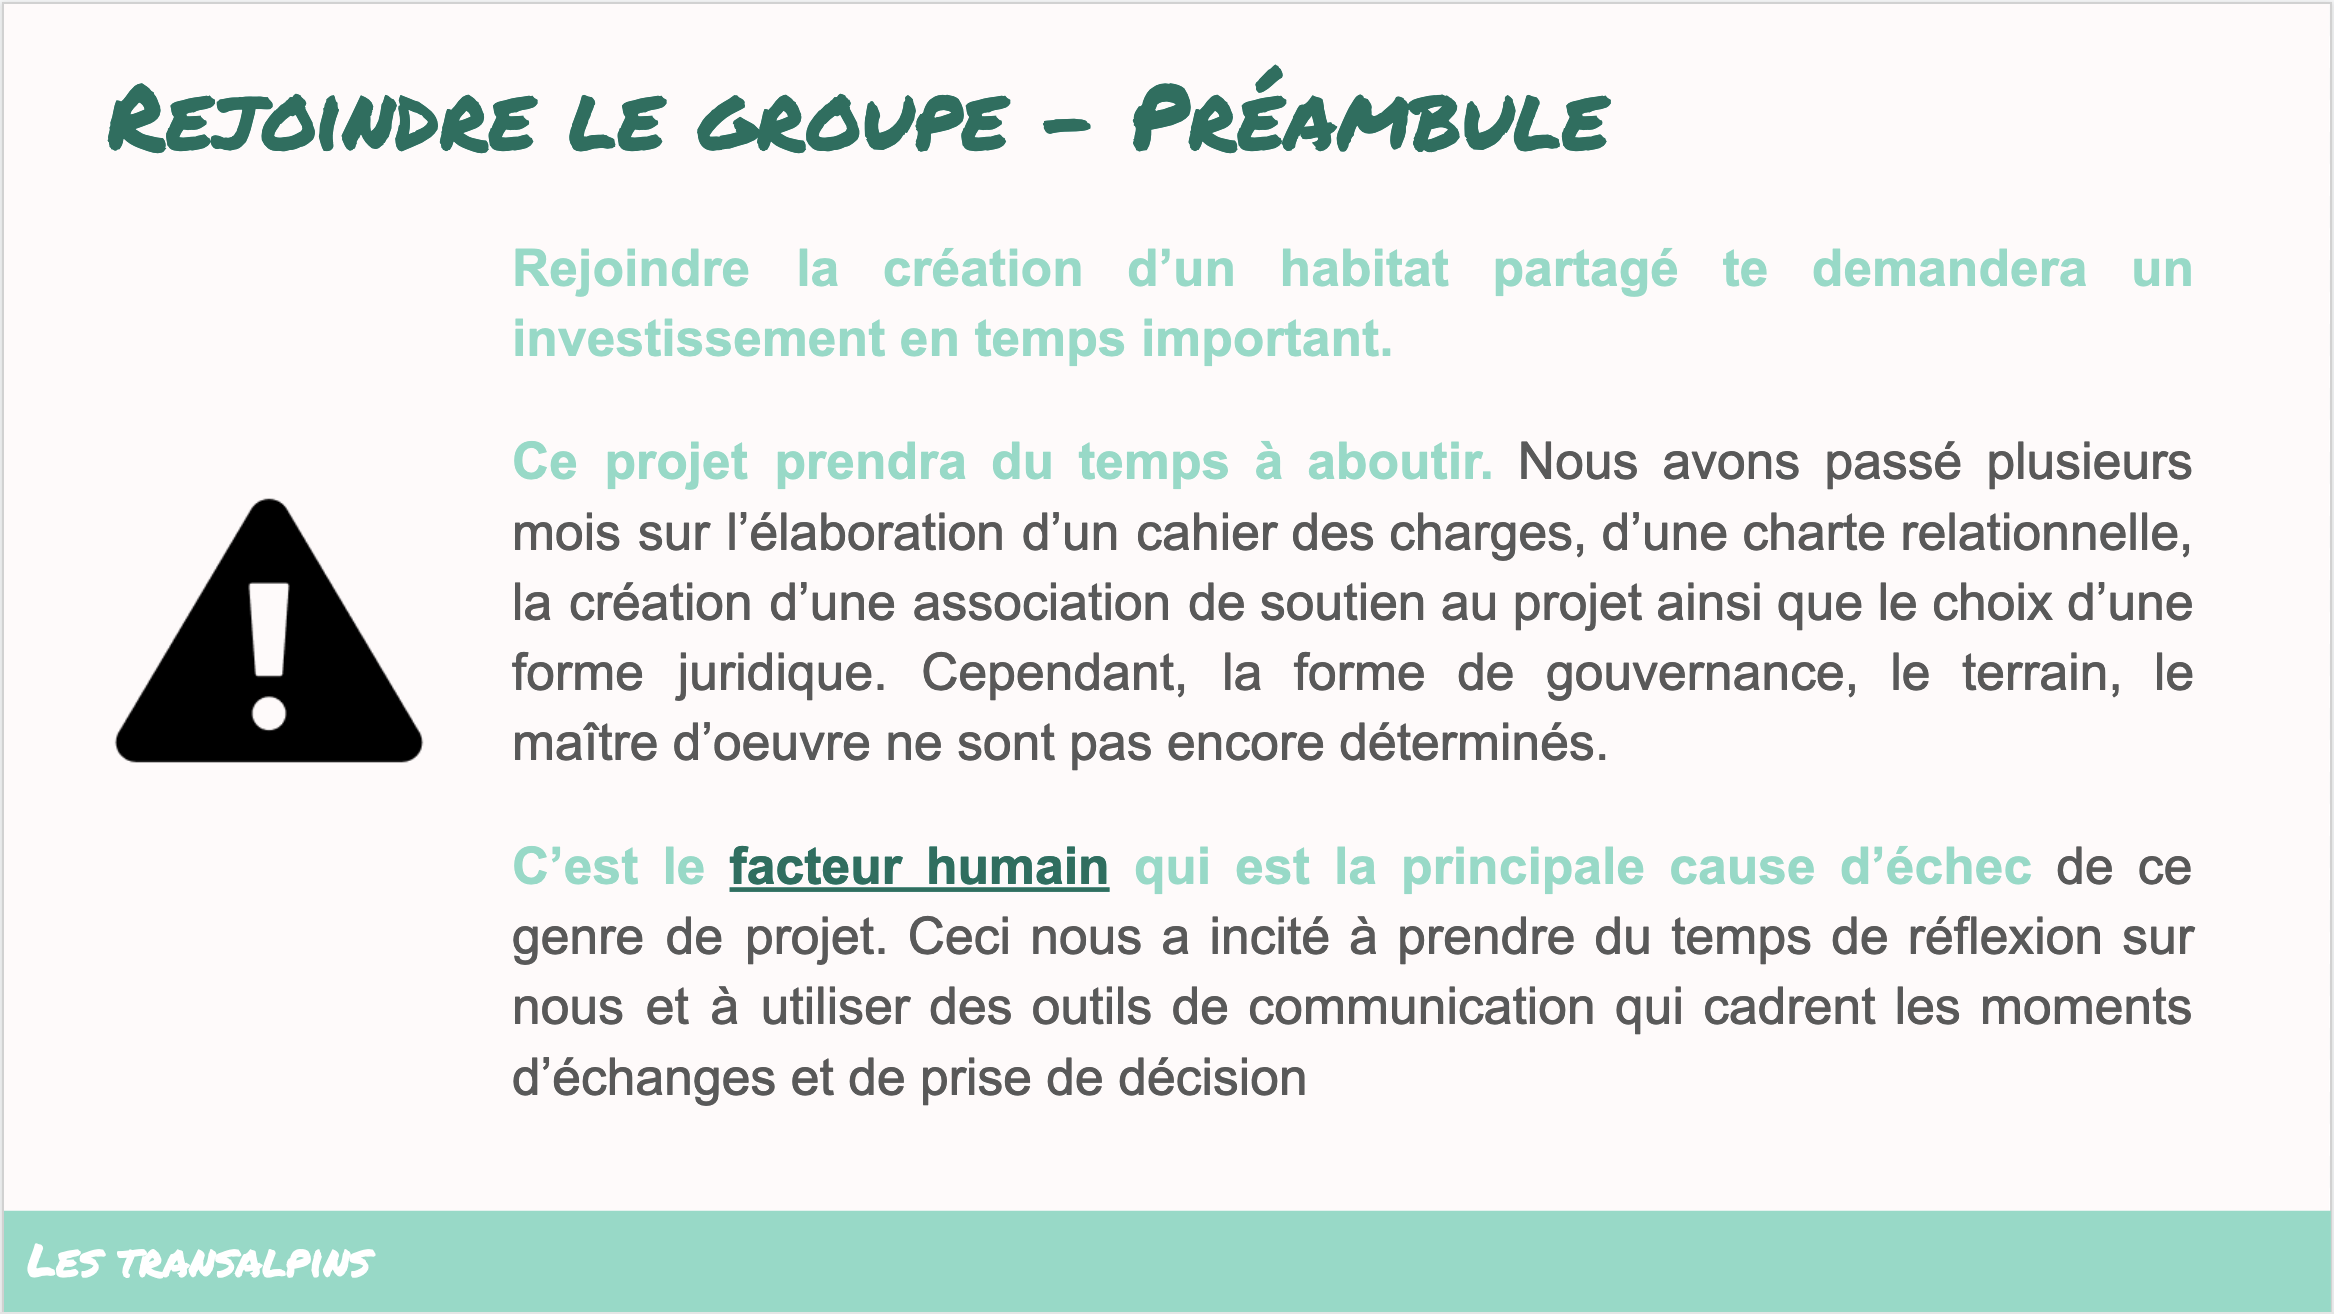 Rejoindre le groupe - Préambule
Rejoindre la création d’un habitat partagé te demandera un
investissement en temps important.
Ce projet prendra du temps à aboutir. Nous avons passé plusieurs
mois sur l’élaboration d’un cahier des charges, d’une charte relationnelle,
la création d’une association de soutien au projet ainsi que le choix d’une
forme juridique. Cependant, la forme de gouvernance, le terrain, le
maître d’oeuvre ne sont pas encore déterminés.
C’est le facteur humain qui est la principale cause d’échec de ce
genre de projet. Ceci nous a incité à prendre du temps de réflexion sur
nous et à utiliser des outils de communication qui cadrent les moments
d’échanges et de prise de décision
Les transalpins